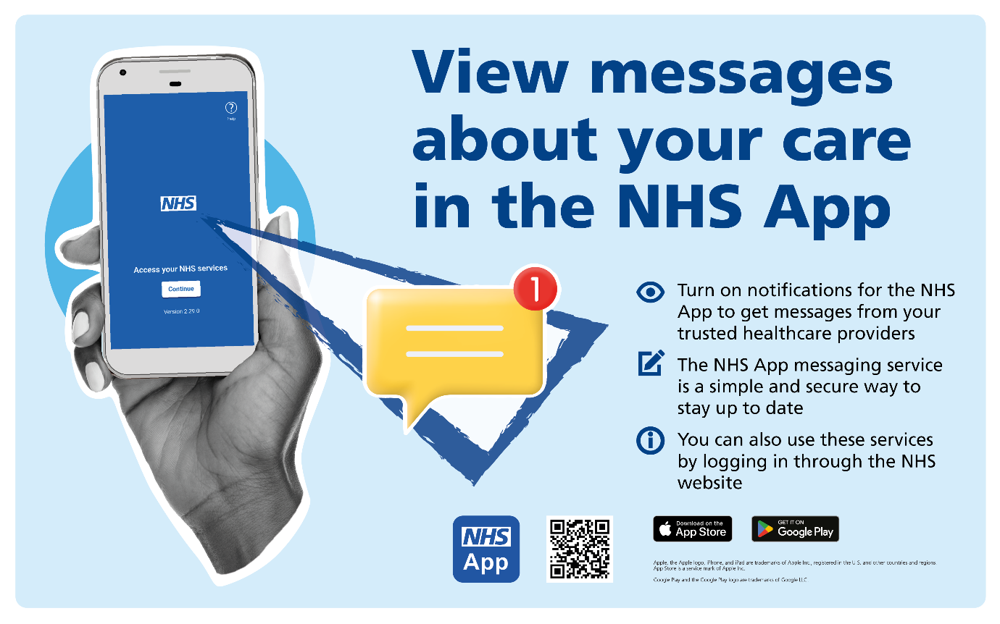 View messages
about your care
in the NHS App
Help
NHS
Access your NHS services
Continue
Version 2.29.0
1
Turn on notifications for the NHS
App to get messages from your
trusted healthcare providers
The NHS App messaging service
is a simple and secure way to
stay up to date
You can also use these services
by logging in through the NHS
website
NHS
App
Download on the
App Store
GET IT ON
Google Play
Apple, the Apple logo, iPhone, and iPad are trademarks of Apple Inc., registered in the U.S. and other countries and regions.
App Store is a service mark of Apple Inc.
Google Play and the Google Play logo are trademarks of Google LLC.